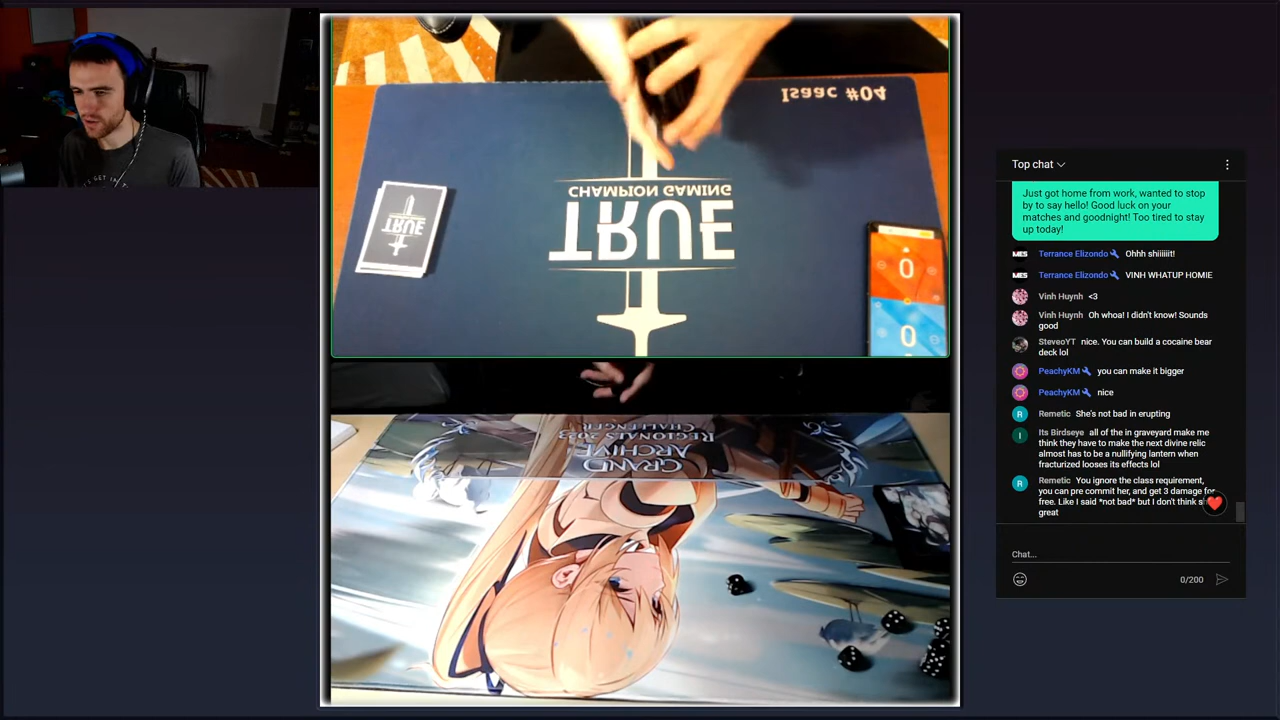 Isaac #04
CHAMPION GAMING
TRUE
TRUE
0
0
GRAND
ARCHIVE
REGIONALS 2023
CHALLENGER
Top chat
Just got home from work, wanted to stop
by to say hello! Good luck on your
matches and goodnight! Too tired to stay
up today!
MES Terrance Elizondo Ohhh shiiiiiit!
MES Terrance Elizondo VINH WHATUP HOMIE
Vinh Huynh <3
Vinh Huynh Oh whoa! I didn't know! Sounds
good
SteveoYT nice. You can build a cocaine bear
deck lol
PeachyKM you can make it bigger
PeachyKM nice
R Remetic She's not bad in erupting
I Its Birdseye all of the in graveyard make me
think they have to make the next divine relic
almost has to be a nullifying lantern when
fracturized looses its effects lol
R Remetic You ignore the class requirement,
you can pre commit her, and get 3 damage for
free. Like I said *not bad* but I don't think
great
Chat...
0/200